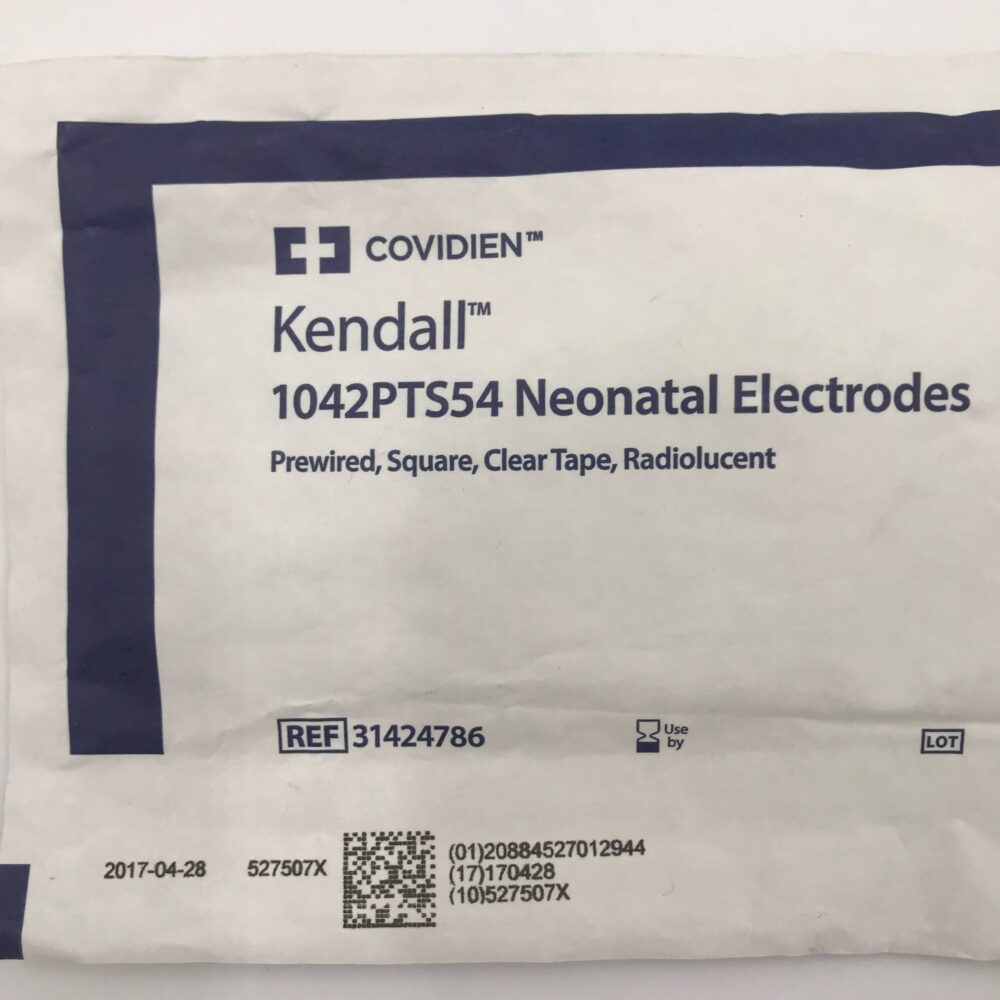 COVIDIEN™
Kendall™
1042PTS54 Neonatal Electrodes
Prewired, Square, Clear Tape, Radiolucent
REF 31424786
Use
by
LOT
2017-04-28 527507X
(01)20884527012944
(17)170428
(10)527507X